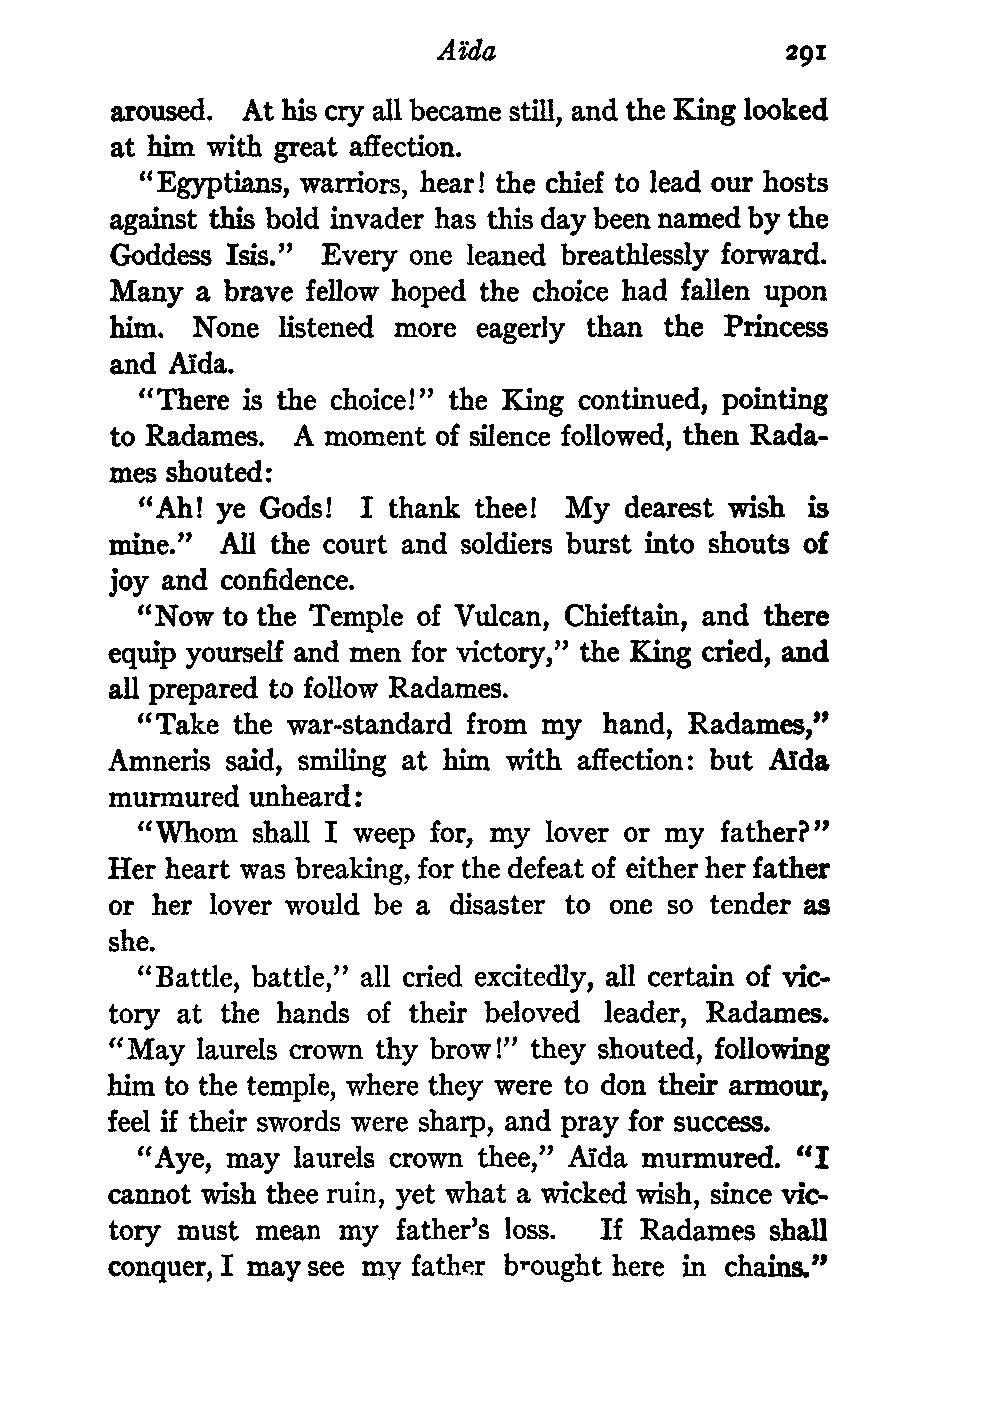 Aïda 291
aroused. At his cry all became still, and the King looked
at him with great affection.
“Egyptians, warriors, hear! the chief to lead our hosts
against this bold invader has this day been named by the
Goddess Isis.” Every one leaned breathlessly forward.
Many a brave fellow hoped the choice had fallen upon
him. None listened more eagerly than the Princess
and Aïda.
“There is the choice!” the King continued, pointing
to Radames. A moment of silence followed, then Rada-
mes shouted:
“Ah! ye Gods! I thank thee! My dearest wish is
mine.” All the court and soldiers burst into shouts of
joy and confidence.
“Now to the Temple of Vulcan, Chieftain, and there
equip yourself and men for victory,” the King cried, and
all prepared to follow Radames.
“Take the war-standard from my hand, Radames,”
Amneris said, smiling at him with affection: but Aïda
murmured unheard:
“Whom shall I weep for, my lover or my father?”
Her heart was breaking, for the defeat of either her father
or her lover would be a disaster to one so tender as
she.
“Battle, battle,” all cried excitedly, all certain of vic-
tory at the hands of their beloved leader, Radames.
“May laurels crown thy brow!” they shouted, following
him to the temple, where they were to don their armour,
feel if their swords were sharp, and pray for success.
“Aye, may laurels crown thee,” Aïda murmured. “I
cannot wish thee ruin, yet what a wicked wish, since vic-
tory must mean my father’s loss. If Radames shall
conquer, I may see my father brought here in chains.”